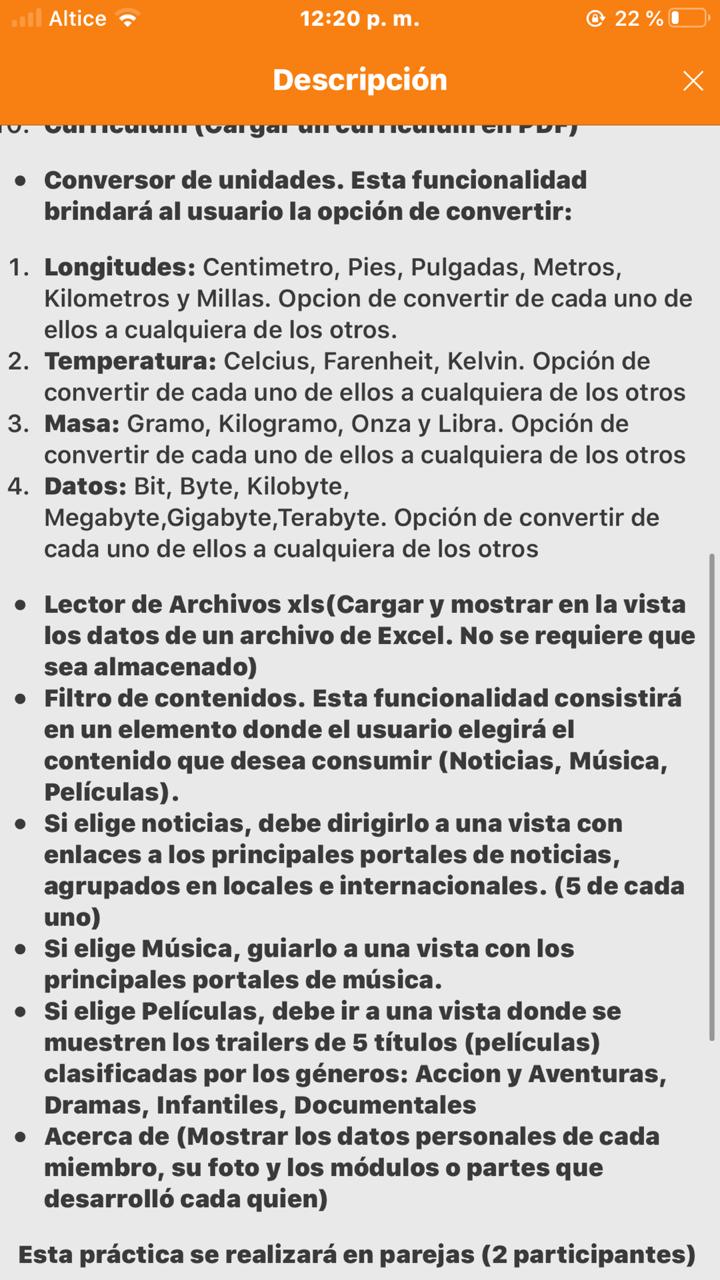 Altice
12:20 p. m.
22 %
Descripción
10. Curriculum (Cargar un curriculum en PDF)
• Conversor de unidades. Esta funcionalidad
brindará al usuario la opción de convertir:
1. Longitudes: Centimetro, Pies, Pulgadas, Metros,
Kilometros y Millas. Opcion de convertir de cada uno de
ellos a cualquiera de los otros.
2. Temperatura: Celcius, Farenheit, Kelvin. Opción de
convertir de cada uno de ellos a cualquiera de los otros
3. Masa: Gramo, Kilogramo, Onza y Libra. Opción de
convertir de cada uno de ellos a cualquiera de los otros
4. Datos: Bit, Byte, Kilobyte,
Megabyte,Gigabyte,Terabyte. Opción de convertir de
cada uno de ellos a cualquiera de los otros
• Lector de Archivos xls(Cargar y mostrar en la vista
los datos de un archivo de Excel. No se requiere que
sea almacenado)
• Filtro de contenidos. Esta funcionalidad consistirá
en un elemento donde el usuario elegirá el
contenido que desea consumir (Noticias, Música,
Películas).
• Si elige noticias, debe dirigirlo a una vista con
enlaces a los principales portales de noticias,
agrupados en locales e internacionales. (5 de cada
uno)
• Si elige Música, guiarlo a una vista con los
principales portales de música.
• Si elige Películas, debe ir a una vista donde se
muestren los trailers de 5 títulos (películas)
clasificadas por los géneros: Accion y Aventuras,
Dramas, Infantiles, Documentales
• Acerca de (Mostrar los datos personales de cada
miembro, su foto y los módulos o partes que
desarrolló cada quien)
Esta práctica se realizará en parejas (2 participantes)